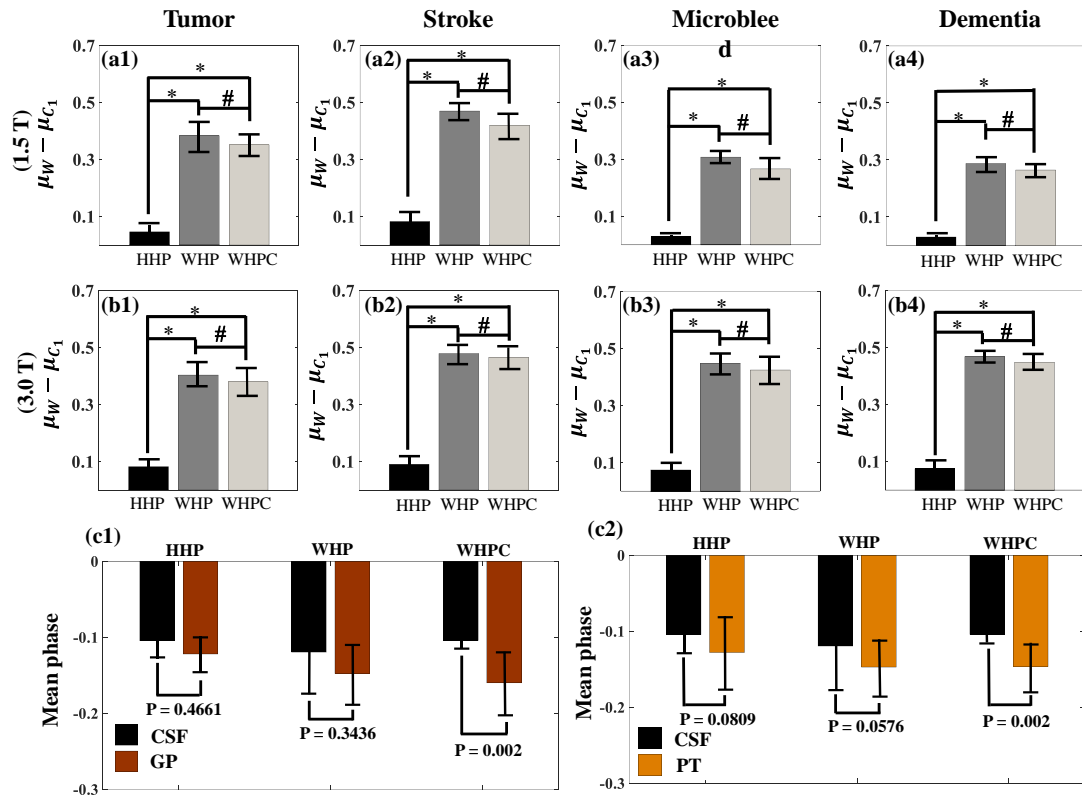 Tumor Stroke Microblee Dementia
d
(a1) (a2) (a3) (a4)
0.7 0.7 0.7 0.7
0.5 0.5 0.5 0.5
0.3 0.3 0.3 0.3
0.1 0.1 0.1 0.1
(1.5 T)
μW − μC1 μW − μC1 μW − μC1 μW − μC1
* * * *
* # * # * # * #
HHP WHP WHPC HHP WHP WHPC HHP WHP WHPC HHP WHP WHPC
(b1) (b2) (b3) (b4)
0.7 0.7 0.7 0.7
0.5 0.5 0.5 0.5
0.3 0.3 0.3 0.3
0.1 0.1 0.1 0.1
(3.0 T)
μW − μC1 μW − μC1 μW − μC1 μW − μC1
* * * *
* # * # * # * #
HHP WHP WHPC HHP WHP WHPC HHP WHP WHPC HHP WHP WHPC
(c1)
HHP WHP WHPC
0
-0.1
-0.2
-0.3
Mean phase
P = 0.4661 P = 0.3436 P = 0.002
CSF
GP
(c2)
HHP WHP WHPC
0
-0.1
-0.2
-0.3
Mean phase
P = 0.0809 P = 0.0576 P = 0.002
CSF
PT